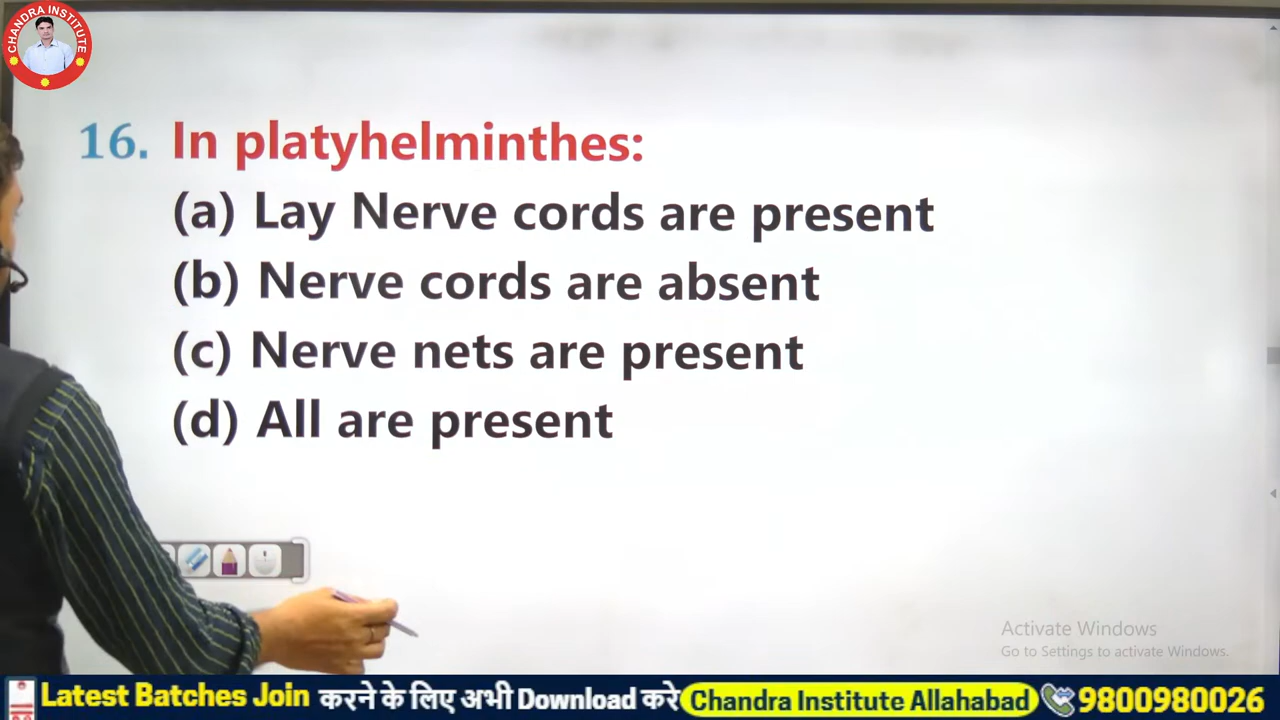 CHANDRA INSTITUTE
16. In platyhelminthes:
(a) Lay Nerve cords are present
(b) Nerve cords are absent
(c) Nerve nets are present
(d) All are present
Activate Windows
Go to Settings to activate Windows.
Latest Batches Join करने के लिए अभी Download करे Chandra Institute Allahabad 9800980026